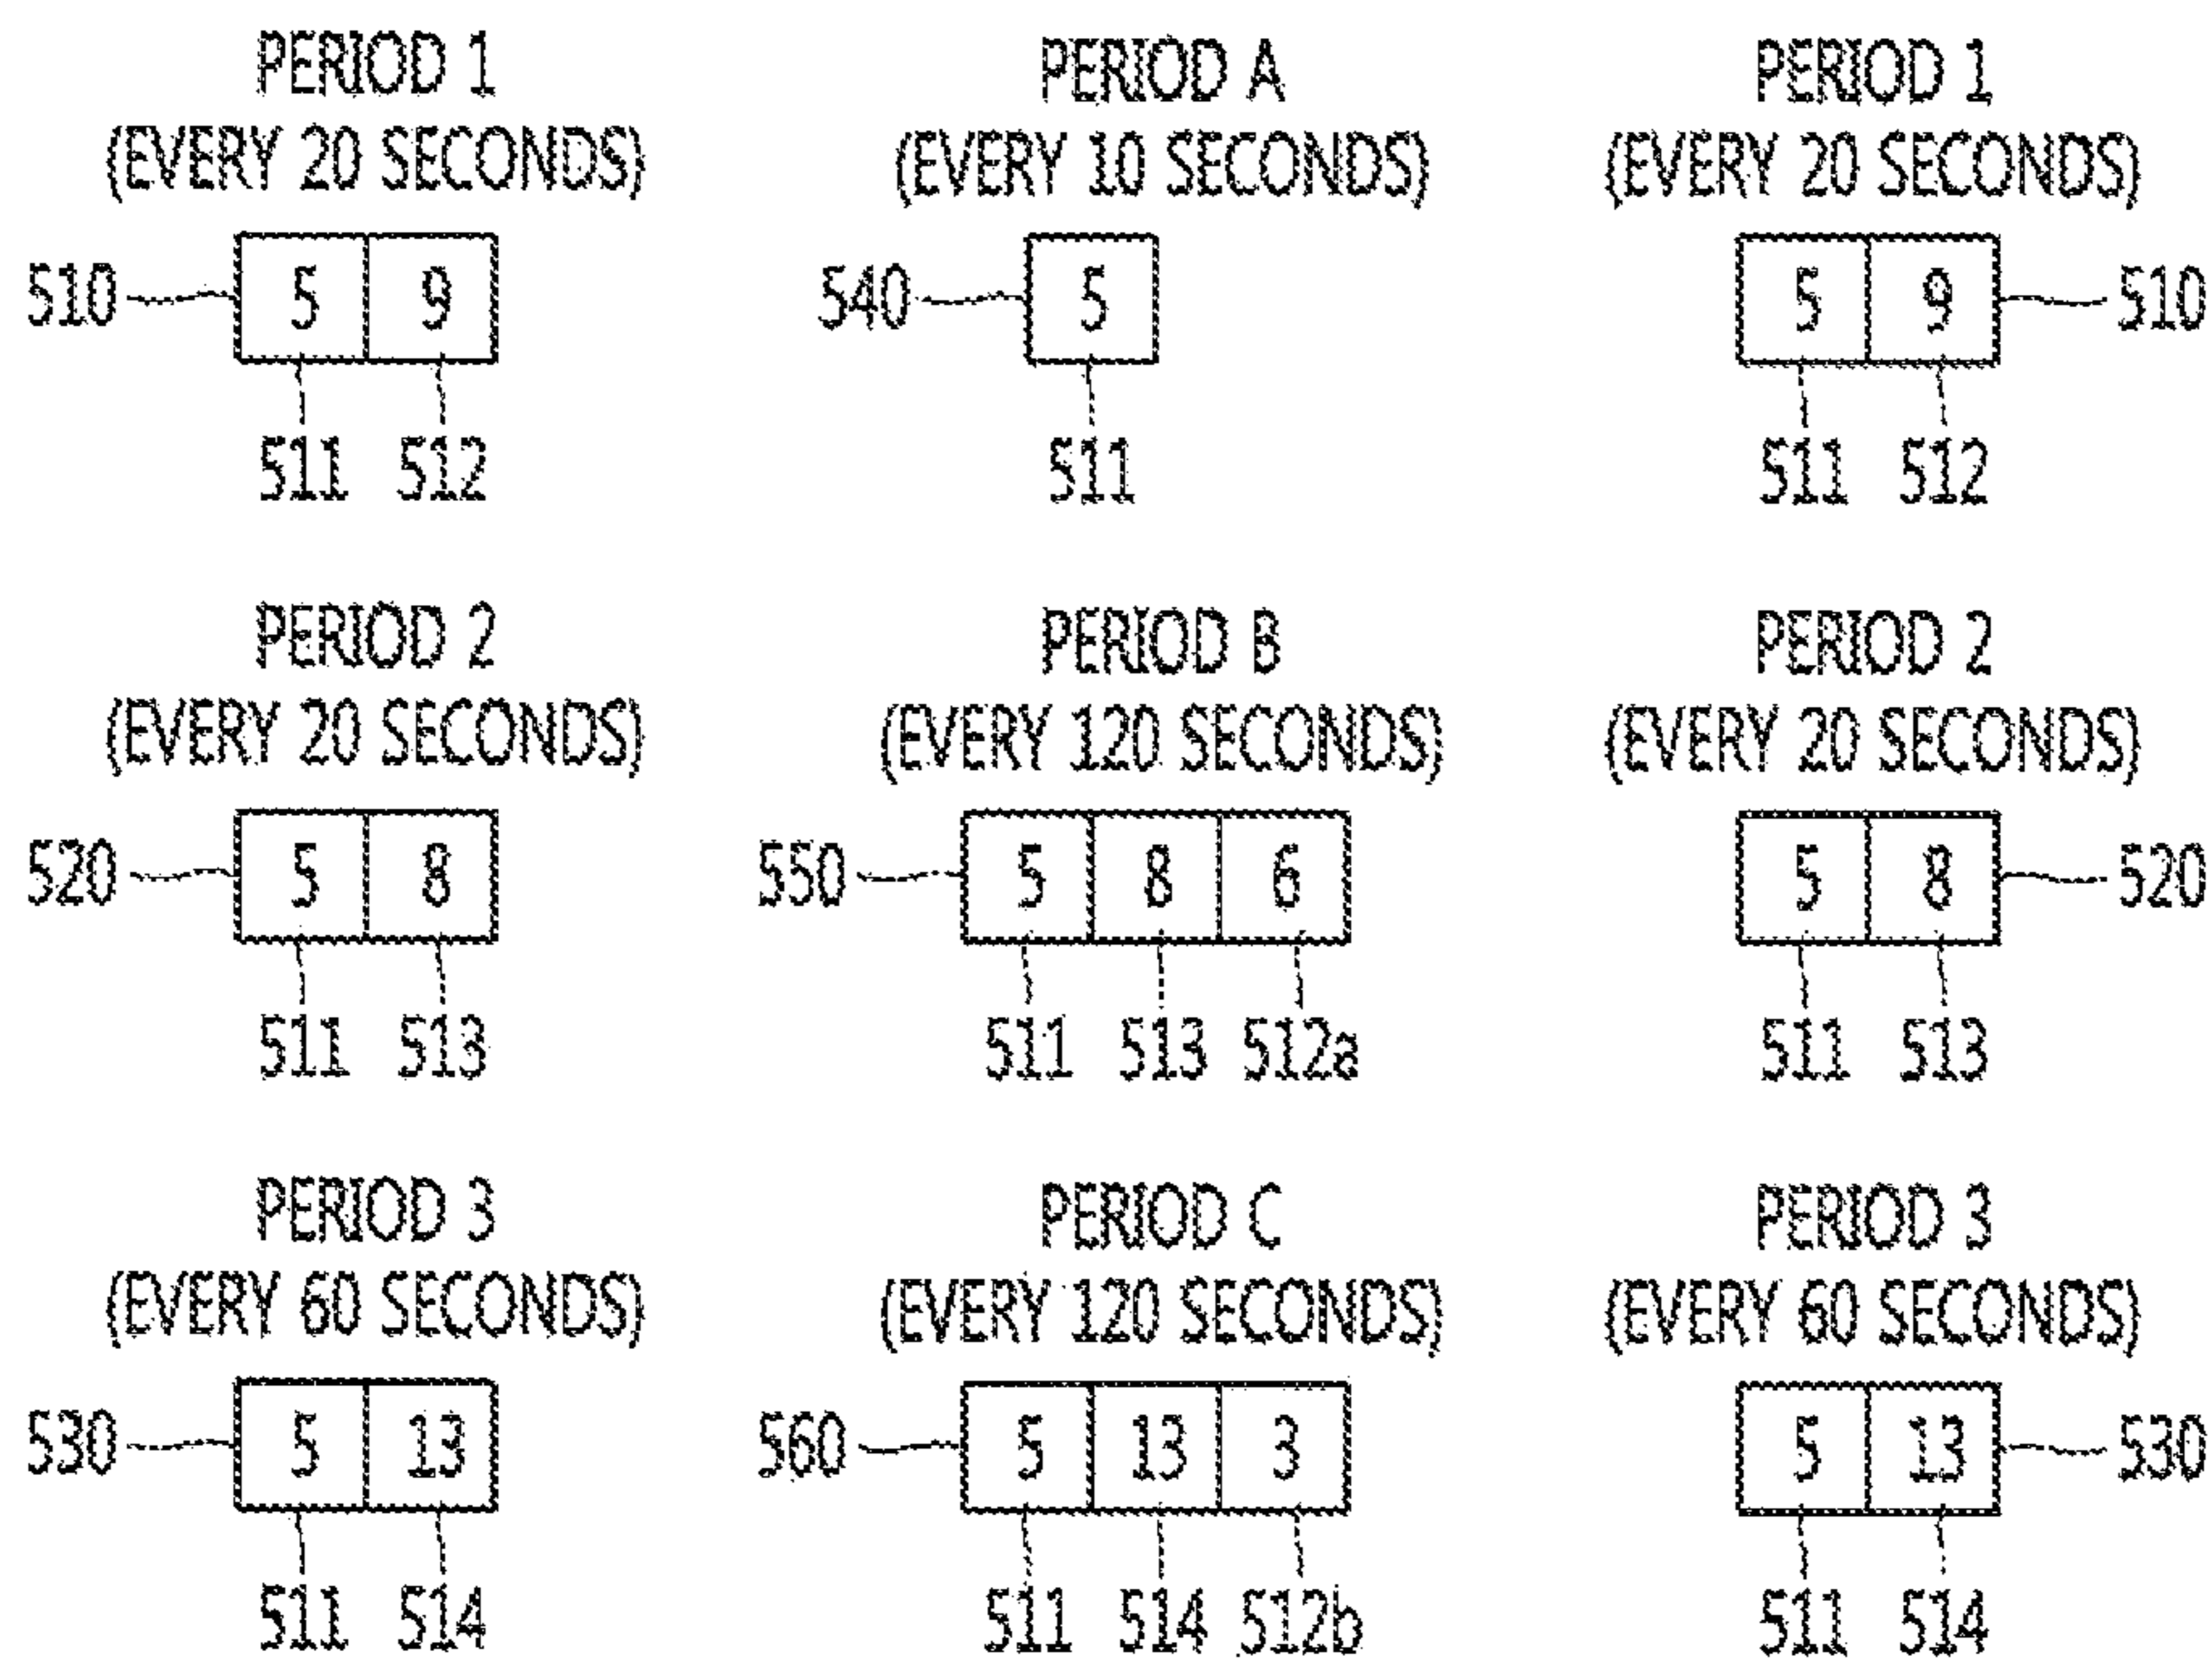 PERIOD 1 PERIOD A PERIOD 1
(EVERY 20 SECONDS) (EVERY 10 SECONDS) (EVERY 20 SECONDS)
510 5 9 540 5 5 9 510
511 512 511 511 512
PERIOD 2 PERIOD B PERIOD 2
(EVERY 20 SECONDS) (EVERY 120 SECONDS) (EVERY 20 SECONDS)
520 5 8 550 5 8 6 5 8 520
511 513 511 513 512a 511 513
PERIOD 3 PERIOD C PERIOD 3
(EVERY 60 SECONDS) (EVERY 120 SECONDS) (EVERY 60 SECONDS)
530 5 13 560 5 13 3 5 13 530
511 514 511 514 512b 511 514